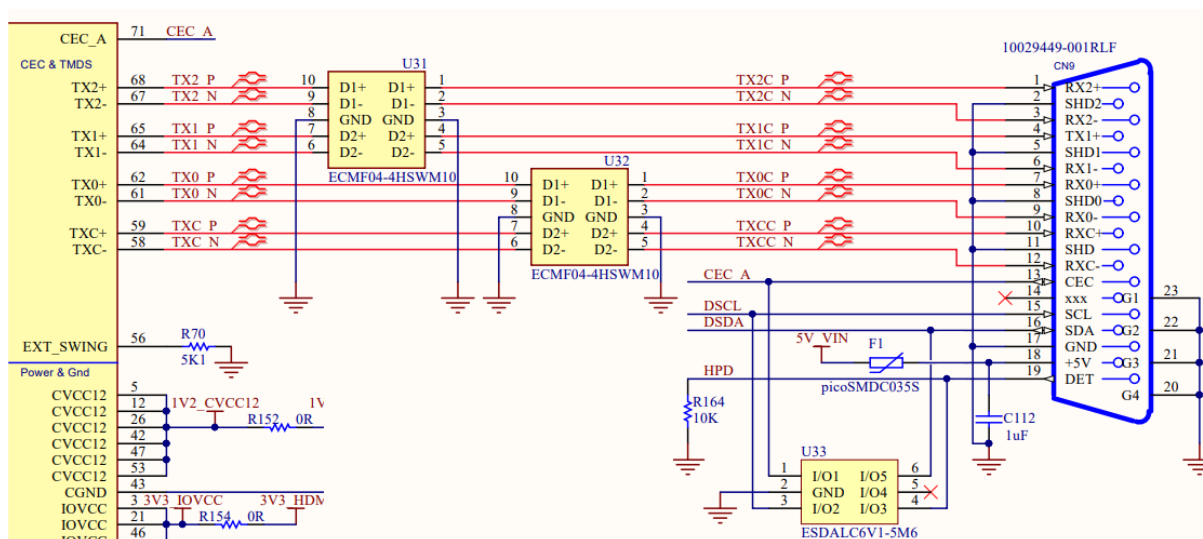 10029449-001RLF
CN9
CEC_A 71 CEC_A
CEC & TMDS
U31
TX2+ 68 TX2_P 10 D1+ D1+ 1 TX2C_P 1 RX2+
TX2- 67 TX2_N 9 D1- D1- 2 TX2C_N 2 SHD2
8 GND GND 3 3 RX2-
TX1+ 65 TX1_P 7 D2+ D2+ 4 TX1C_P 4 TX1+
TX1- 64 TX1_N 6 D2- D2- 5 TX1C_N 5 SHD1
ECMF04-4HSWM10
U32
6 RX1-
TX0+ 62 TX0_P 10 D1+ D1+ 1 TX0C_P 7 RX0+
TX0- 61 TX0_N 9 D1- D1- 2 TX0C_N 8 SHD0
8 GND GND 3 9 RX0-
TXC+ 59 TXC_P 7 D2+ D2+ 4 TXCC_P 10 RXC+
TXC- 58 TXC_N 6 D2- D2- 5 TXCC_N 11 SHD
12 RXC-
ECMF04-4HSWM10
CEC_A 13 CEC
14 xxx G1 23
DSCL 15 SCL
DSDA 16 SDA G2 22
EXT_SWING 56 R70 5K1
5V_VIN F1 17 GND
18 +5V G3 21
HPD picoSMDC035S 19 DET
G4 20
Power & Gnd
CVCC12 5
CVCC12 12 1V2_CVCC12 1V
CVCC12 26 R152 0R
CVCC12 42
CVCC12 47
CVCC12 53
CGND 43
IOVCC 3 3V3_IOVCC 3V3_HDM
IOVCC 21 R154 0R
IOVCC 46
R164
10K
C112
1uF
U33
1 I/O1 I/O5 6
2 GND I/O4 5
3 I/O2 I/O3 4
ESDALC6V1-5M6